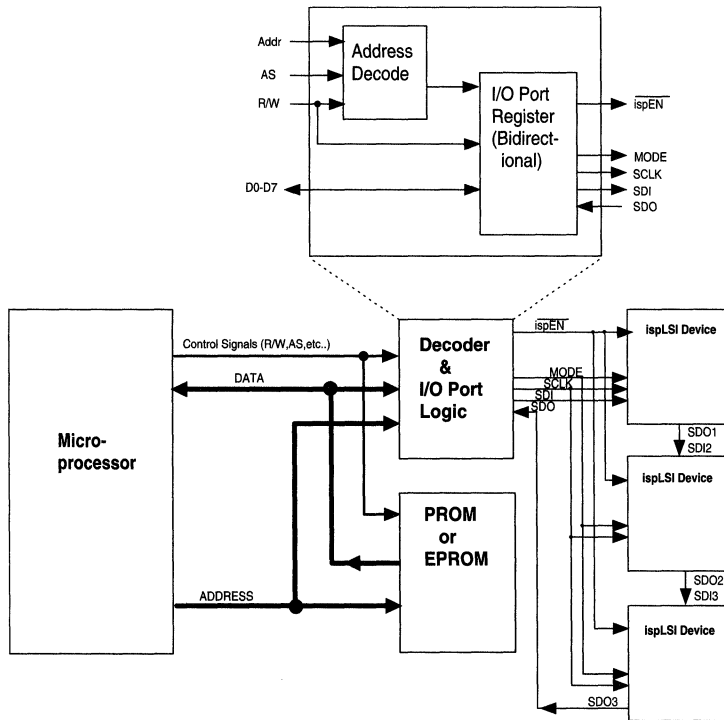 Addr
AS
R/W
D0-D7
Address
Decode
I/O Port
Register
(Bidirect-
ional)
ispEN
MODE
SCLK
SDI
SDO
Micro-
processor
Control Signals (R/W,AS,etc..)
DATA
ADDRESS
Decoder
&
I/O Port
Logic
PROM
or
EPROM
ispEN
MODE
SCLK
SDI
SDO
ispLSI Device
SDO1
SDI2
ispLSI Device
SDO2
SDI3
ispLSI Device
SDO3